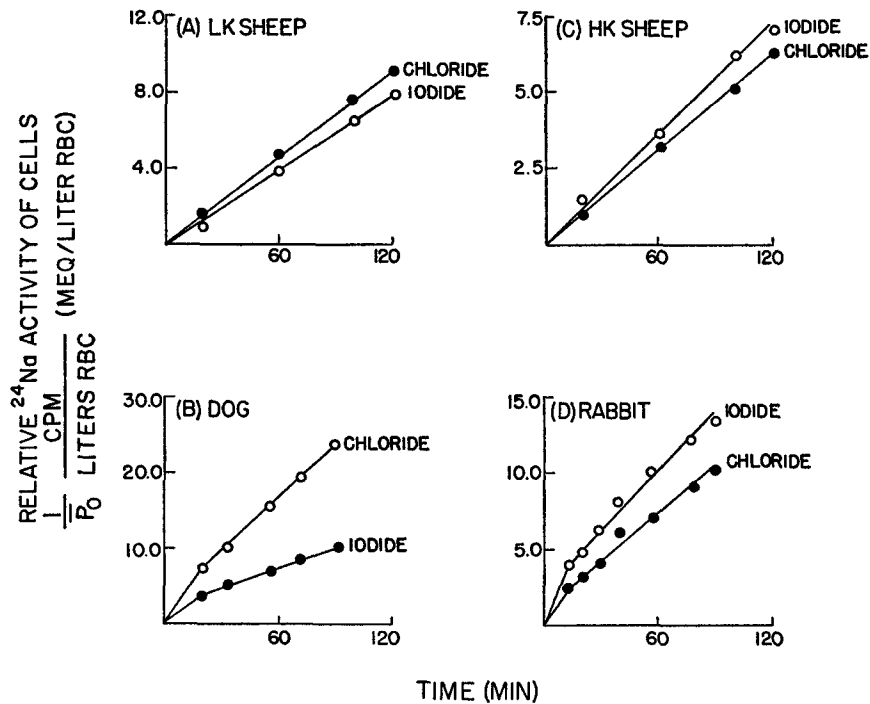 RELATIVE ²⁴Na ACTIVITY OF CELLS
1/P̅₀ CPM/LITERS RBC (MEQ/LITER RBC)
(A) LK SHEEP
12.0
8.0
4.0
CHLORIDE
IODIDE
60
120
(C) HK SHEEP
7.5
5.0
2.5
IODIDE
CHLORIDE
60
120
(B) DOG
30.0
20.0
10.0
CHLORIDE
IODIDE
60
120
(D) RABBIT
15.0
10.0
5.0
IODIDE
CHLORIDE
60
120
TIME (MIN)